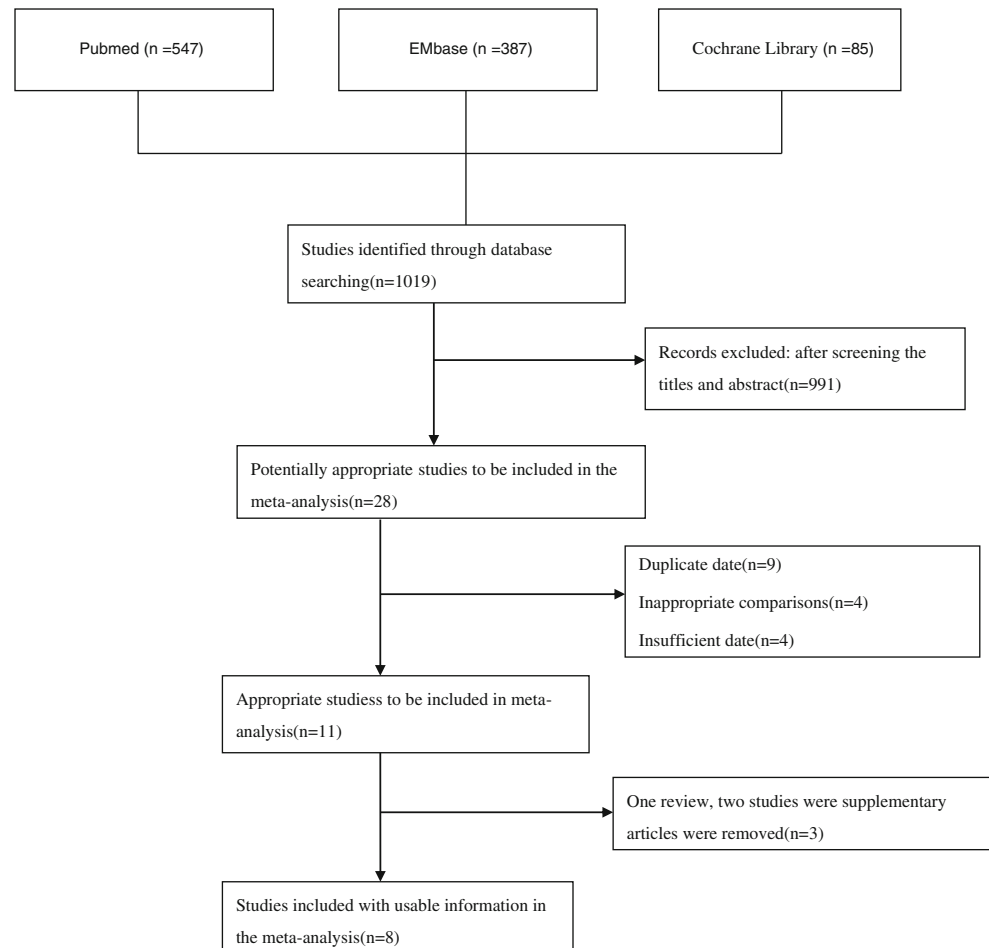 Pubmed (n =547)
EMbase (n =387)
Cochrane Library (n =85)
Studies identified through database
searching(n=1019)
Records excluded: after screening the
titles and abstract(n=991)
Potentially appropriate studies to be included in the
meta-analysis(n=28)
Duplicate date(n=9)
Inappropriate comparisons(n=4)
Insufficient date(n=4)
Appropriate studiess to be included in meta-
analysis(n=11)
One review, two studies were supplementary
articles were removed(n=3)
Studies included with usable information in
the meta-analysis(n=8)